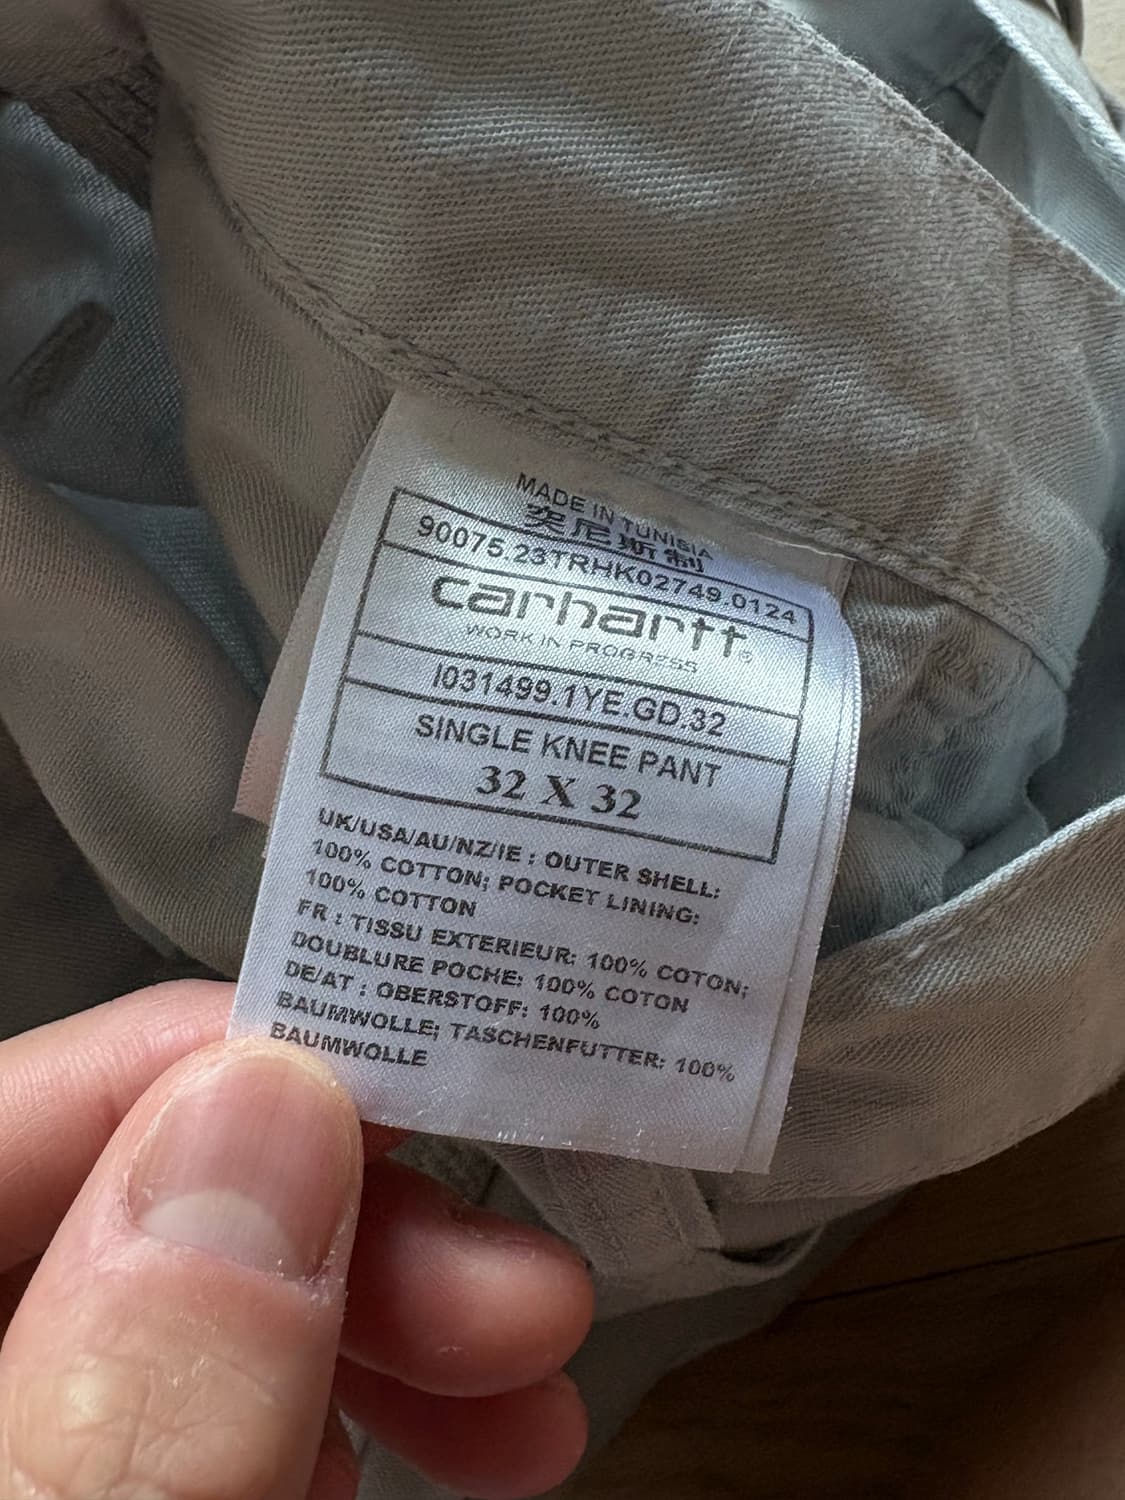 MADE IN TUNISIA
突尼斯制
90075.23TRHK02749.0124
carhartt®
WORK IN PROGRESS
I031499.1YE.GD.32
SINGLE KNEE PANT
32 X 32
UK/USA/AU/NZ/IE : OUTER SHELL:
100% COTTON; POCKET LINING:
100% COTTON
FR : TISSU EXTERIEUR: 100% COTON;
DOUBLURE POCHE: 100% COTON
DE/AT : OBERSTOFF: 100%
BAUMWOLLE; TASCHENFUTTER: 100%
BAUMWOLLE